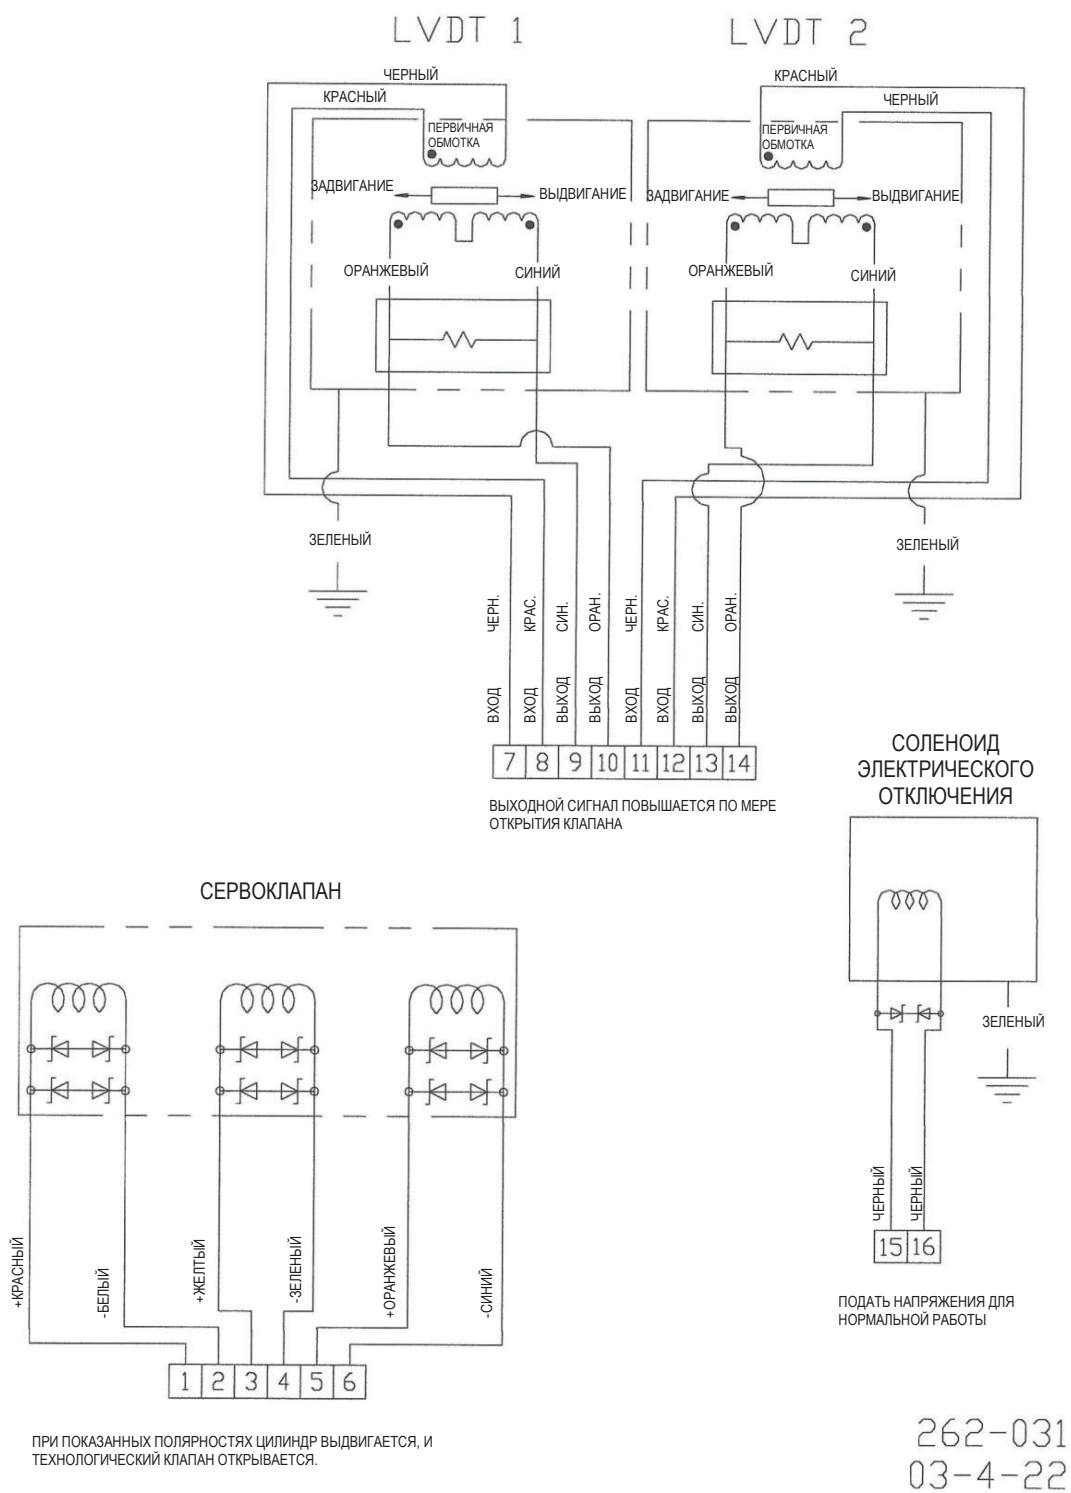 LVDT 1
LVDT 2
ЧЕРНЫЙ
КРАСНЫЙ
КРАСНЫЙ
ЧЕРНЫЙ
ПЕРВИЧНАЯ
ОБМОТКА
ПЕРВИЧНАЯ
ОБМОТКА
ЗАДВИГАНИЕ
ВЫДВИГАНИЕ
ЗАДВИГАНИЕ
ВЫДВИГАНИЕ
ОРАНЖЕВЫЙ
СИНИЙ
ОРАНЖЕВЫЙ
СИНИЙ
ЗЕЛЕНЫЙ
ЗЕЛЕНЫЙ
ВХОД ЧЕРН.
ВХОД КРАС.
ВЫХОД СИН.
ВЫХОД ОРАН.
ВХОД ЧЕРН.
ВХОД КРАС.
ВЫХОД СИН.
ВЫХОД ОРАН.
7 8 9 10 11 12 13 14
ВЫХОДНОЙ СИГНАЛ ПОВЫШАЕТСЯ ПО МЕРЕ
ОТКРЫТИЯ КЛАПАНА
СОЛЕНОИД
ЭЛЕКТРИЧЕСКОГО
ОТКЛЮЧЕНИЯ
ЗЕЛЕНЫЙ
ЧЕРНЫЙ
ЧЕРНЫЙ
15 16
ПОДАТЬ НАПРЯЖЕНИЯ ДЛЯ
НОРМАЛЬНОЙ РАБОТЫ
СЕРВОКЛАПАН
+КРАСНЫЙ
-БЕЛЫЙ
+ЖЕЛТЫЙ
-ЗЕЛЕНЫЙ
+ОРАНЖЕВЫЙ
-СИНИЙ
1 2 3 4 5 6
ПРИ ПОКАЗАННЫХ ПОЛЯРНОСТЯХ ЦИЛИНДР ВЫДВИГАЕТСЯ, И
ТЕХНОЛОГИЧЕСКИЙ КЛАПАН ОТКРЫВАЕТСЯ.
262-031
03-4-22